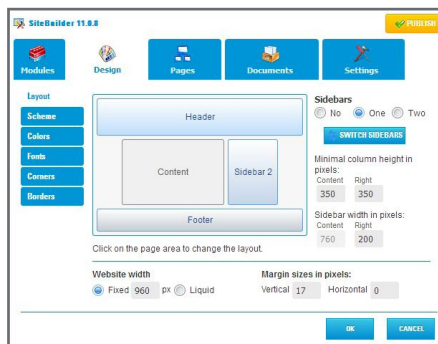 SiteBuilder 11.0.8
PUBLISH
Modules Design Pages Documents Settings
Layout
Scheme
Colors
Fonts
Corners
Borders
Header
Content
Sidebar 2
Footer
Click on the page area to change the layout.
Sidebars
No One Two
SWITCH SIDEBARS
Minimal column height in
pixels:
Content Right
350 350
Sidebar width in pixels:
Content Right
760 200
Website width
Fixed 960 px Liquid
Margin sizes in pixels:
Vertical 17 Horizontal 0
OK CANCEL